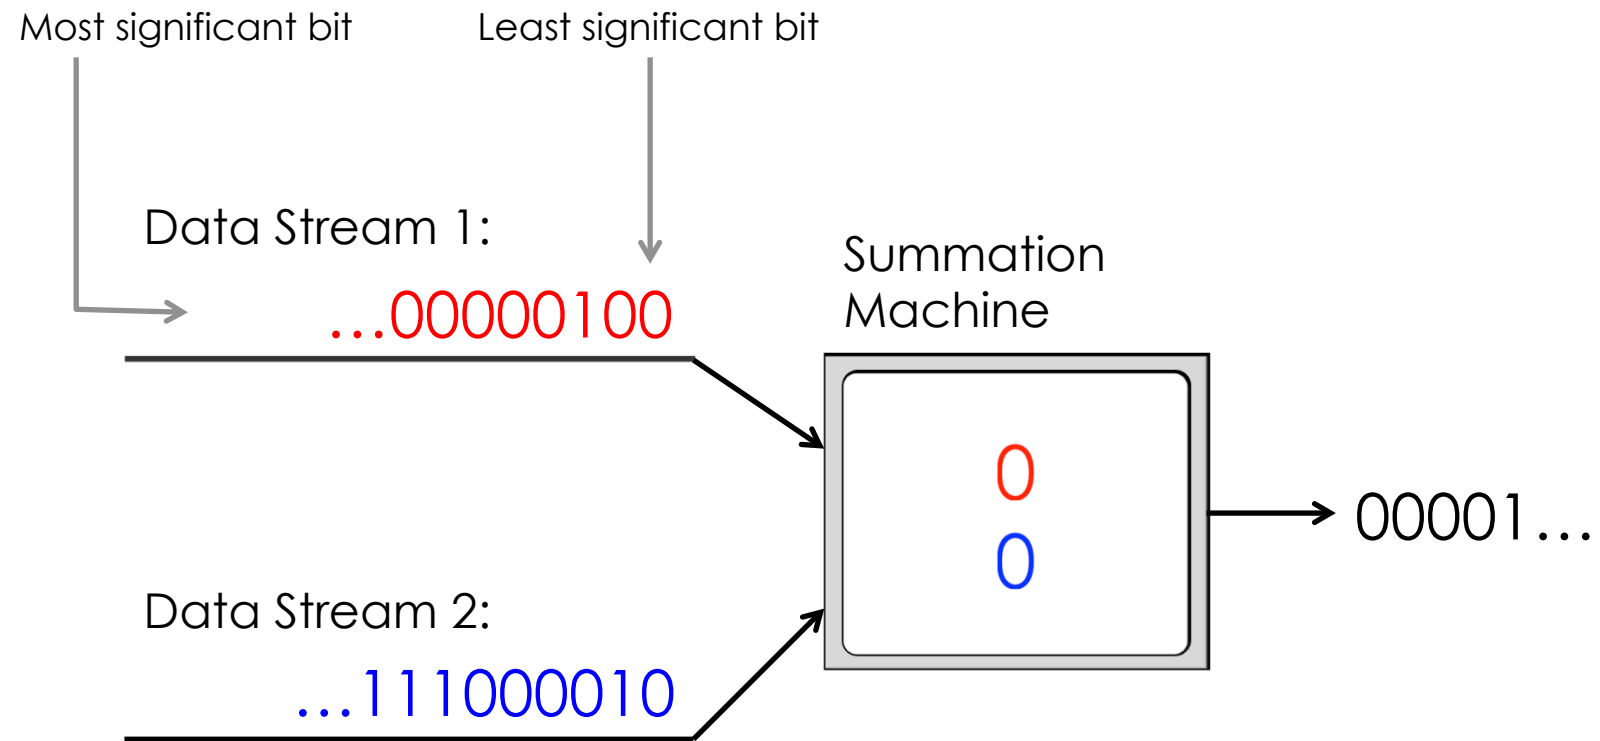 Most significant bit
Least significant bit
Data Stream 1:
...00000100
Summation
Machine
0
0
00001...
Data Stream 2:
...111000010